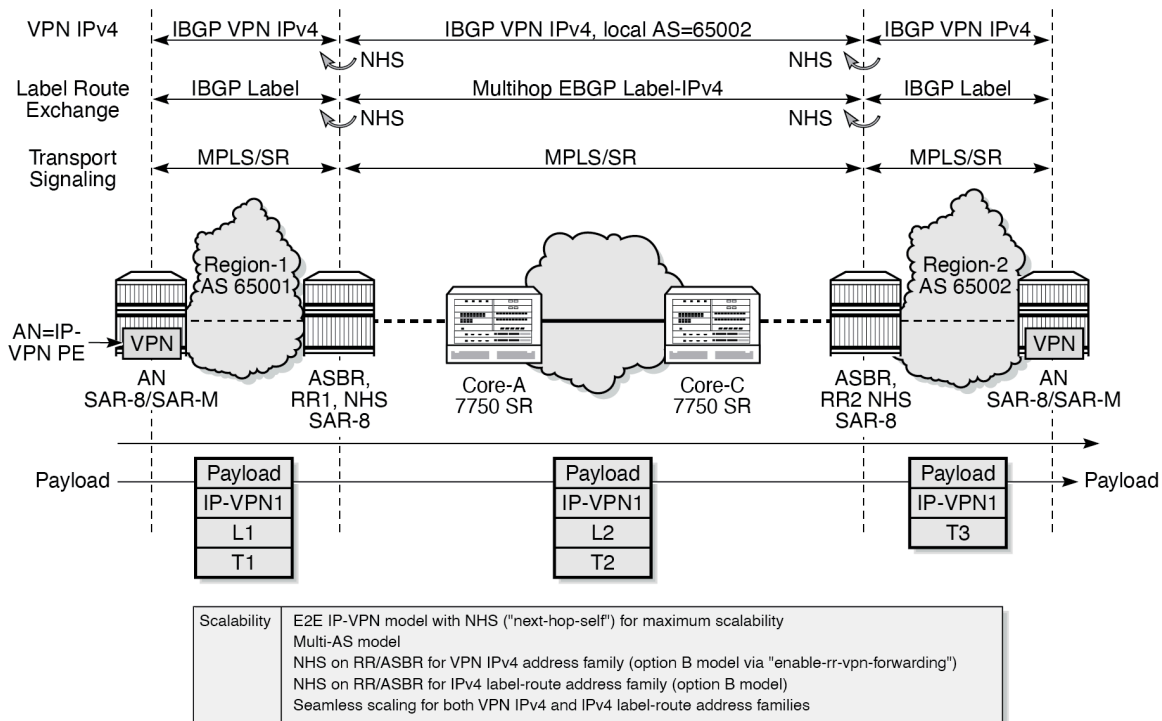 VPN IPv4
IBGP VPN IPv4
IBGP VPN IPv4, local AS=65002
IBGP VPN IPv4
NHS
NHS
Label Route
Exchange
IBGP Label
Multihop EBGP Label-IPv4
IBGP Label
NHS
NHS
Transport
Signaling
MPLS/SR
MPLS/SR
MPLS/SR
Region-1
AS 65001
Region-2
AS 65002
AN=IP-
VPN PE
VPN
VPN
AN
SAR-8/SAR-M
ASBR,
RR1, NHS
SAR-8
Core-A
7750 SR
Core-C
7750 SR
ASBR,
RR2 NHS
SAR-8
AN
SAR-8/SAR-M
Payload
Payload
IP-VPN1
L1
T1
Payload
IP-VPN1
L2
T2
Payload
IP-VPN1
T3
Payload
Scalability
E2E IP-VPN model with NHS ("next-hop-self") for maximum scalability
Multi-AS model
NHS on RR/ASBR for VPN IPv4 address family (option B model via "enable-rr-vpn-forwarding")
NHS on RR/ASBR for IPv4 label-route address family (option B model)
Seamless scaling for both VPN IPv4 and IPv4 label-route address families